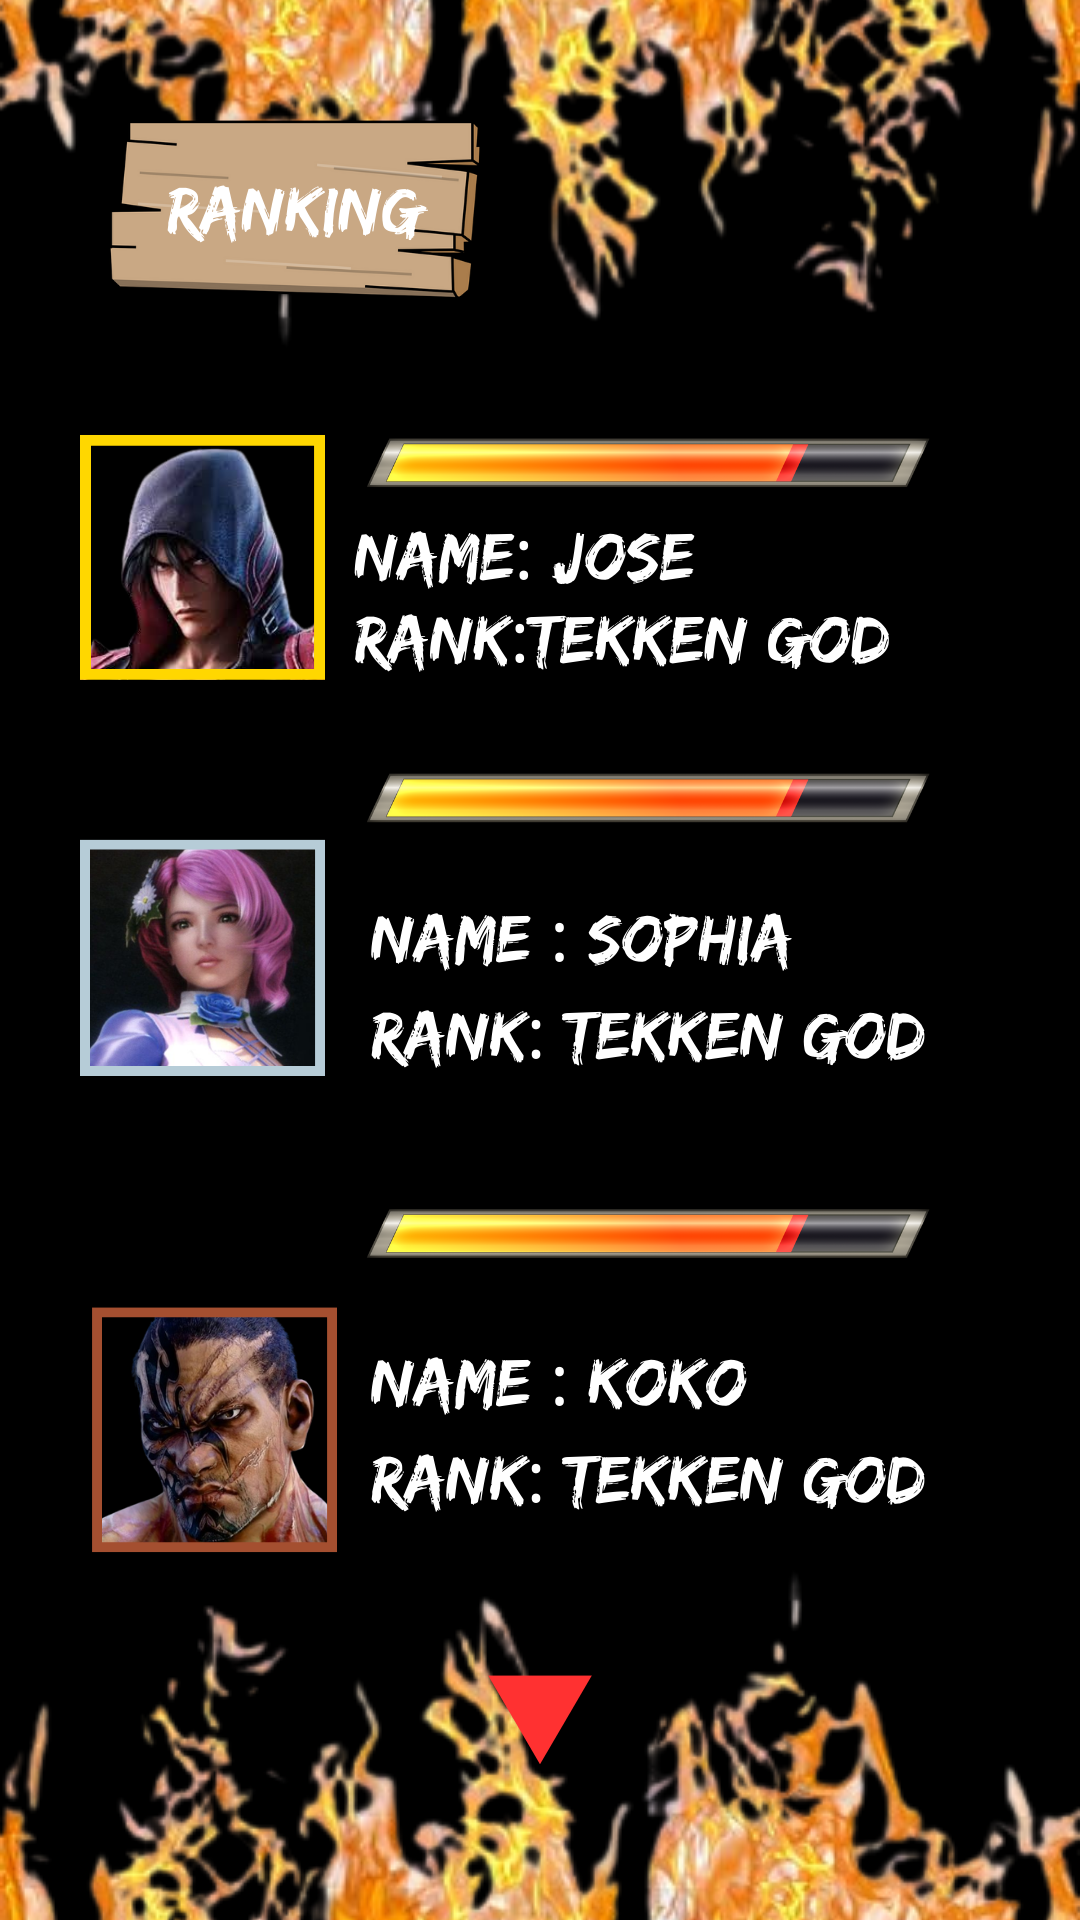 RANKING
NAME: JOSE
RANK:TEKKEN GOD
NAME : SOPHIA
RANK: TEKKEN GOD
NAME : KOKO
RANK: TEKKEN GOD